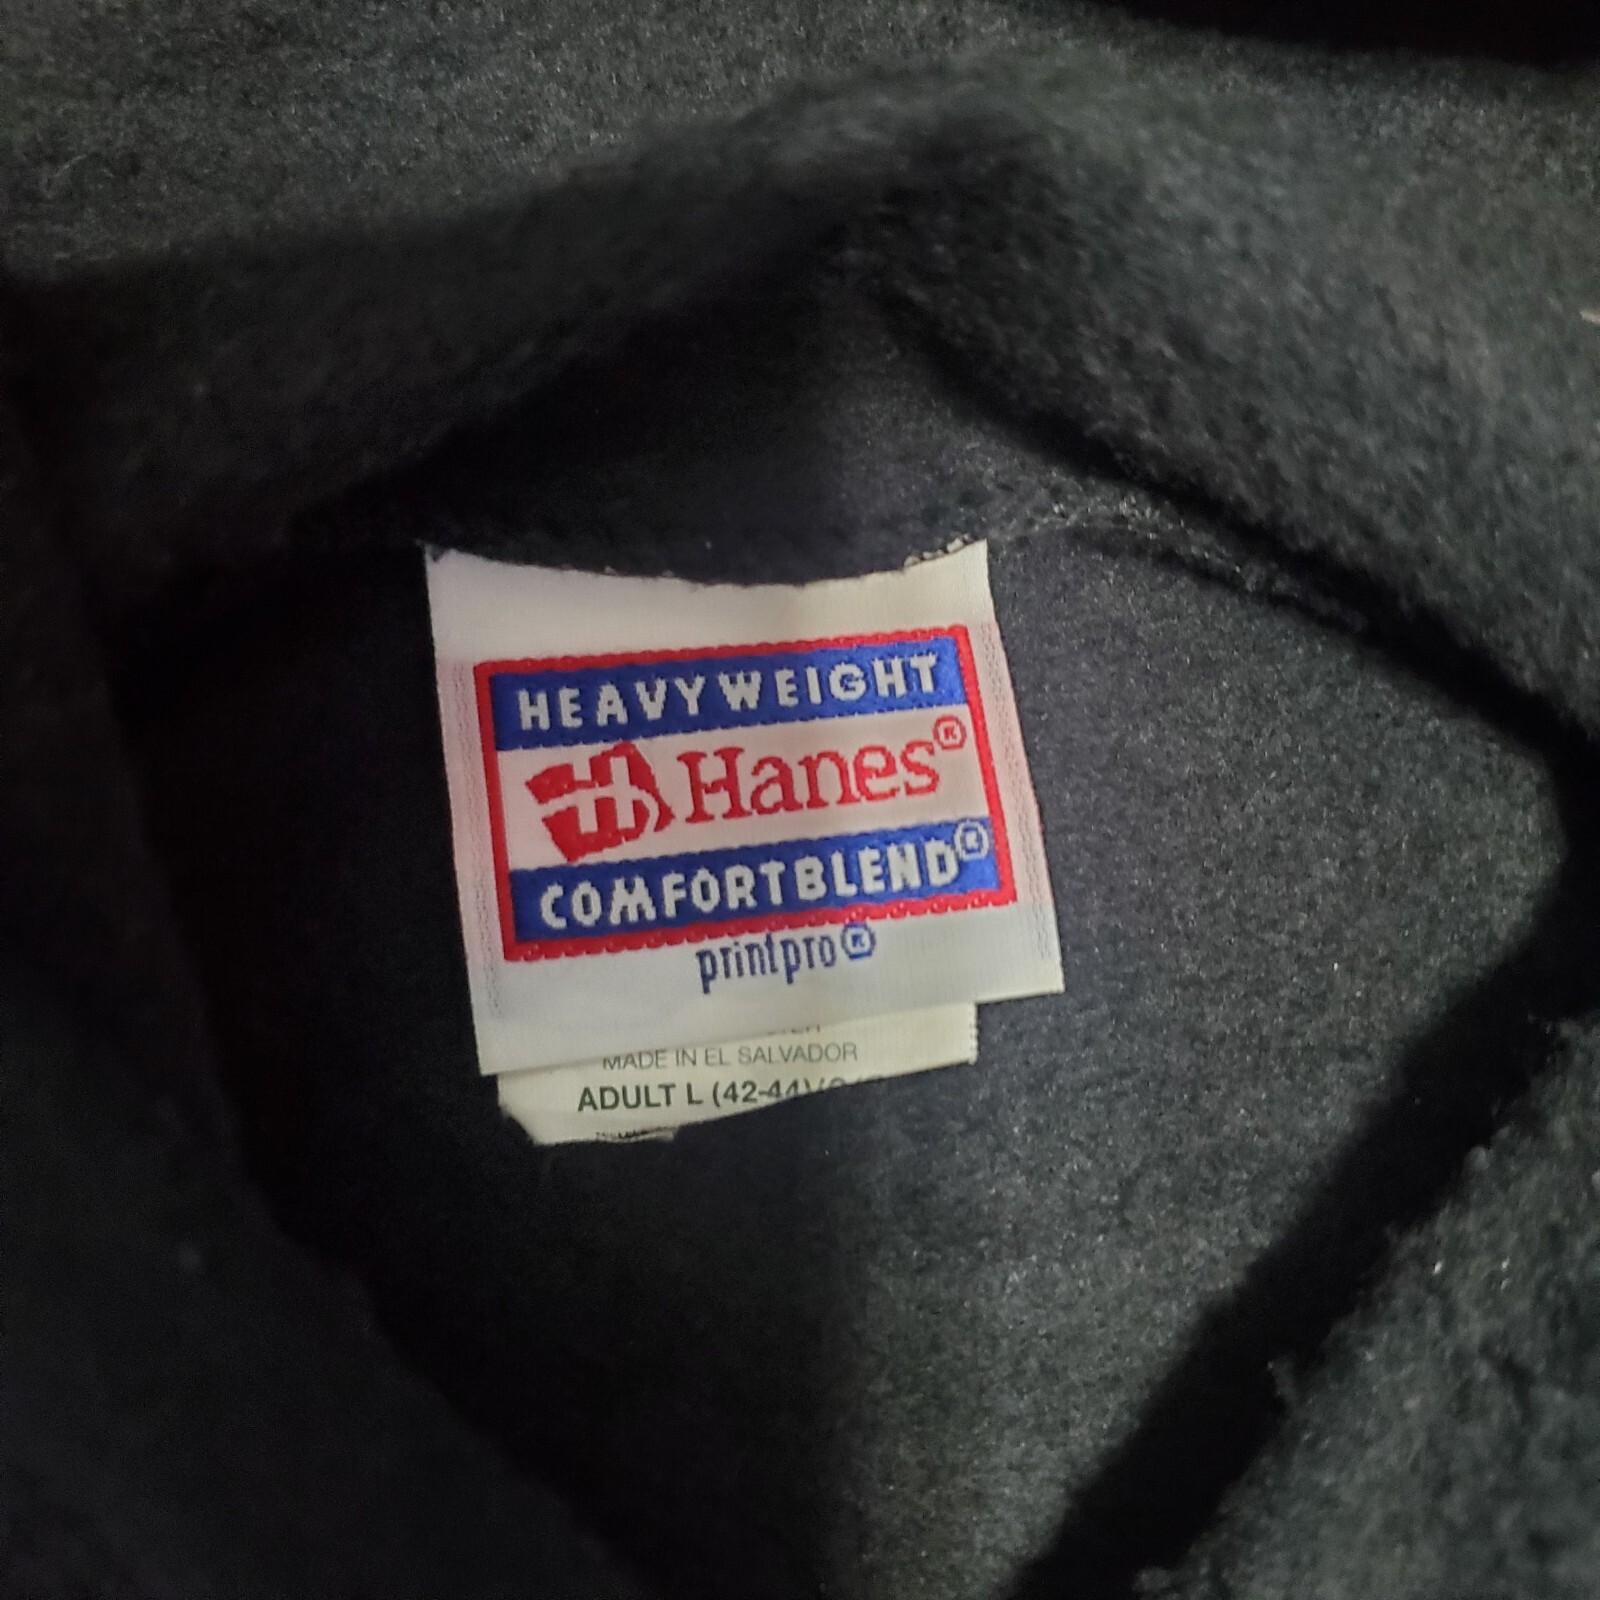 HEAVYWEIGHT
Hanes®
COMFORTBLEND®
printpro®
MADE IN EL SALVADOR
ADULT L (42-44)